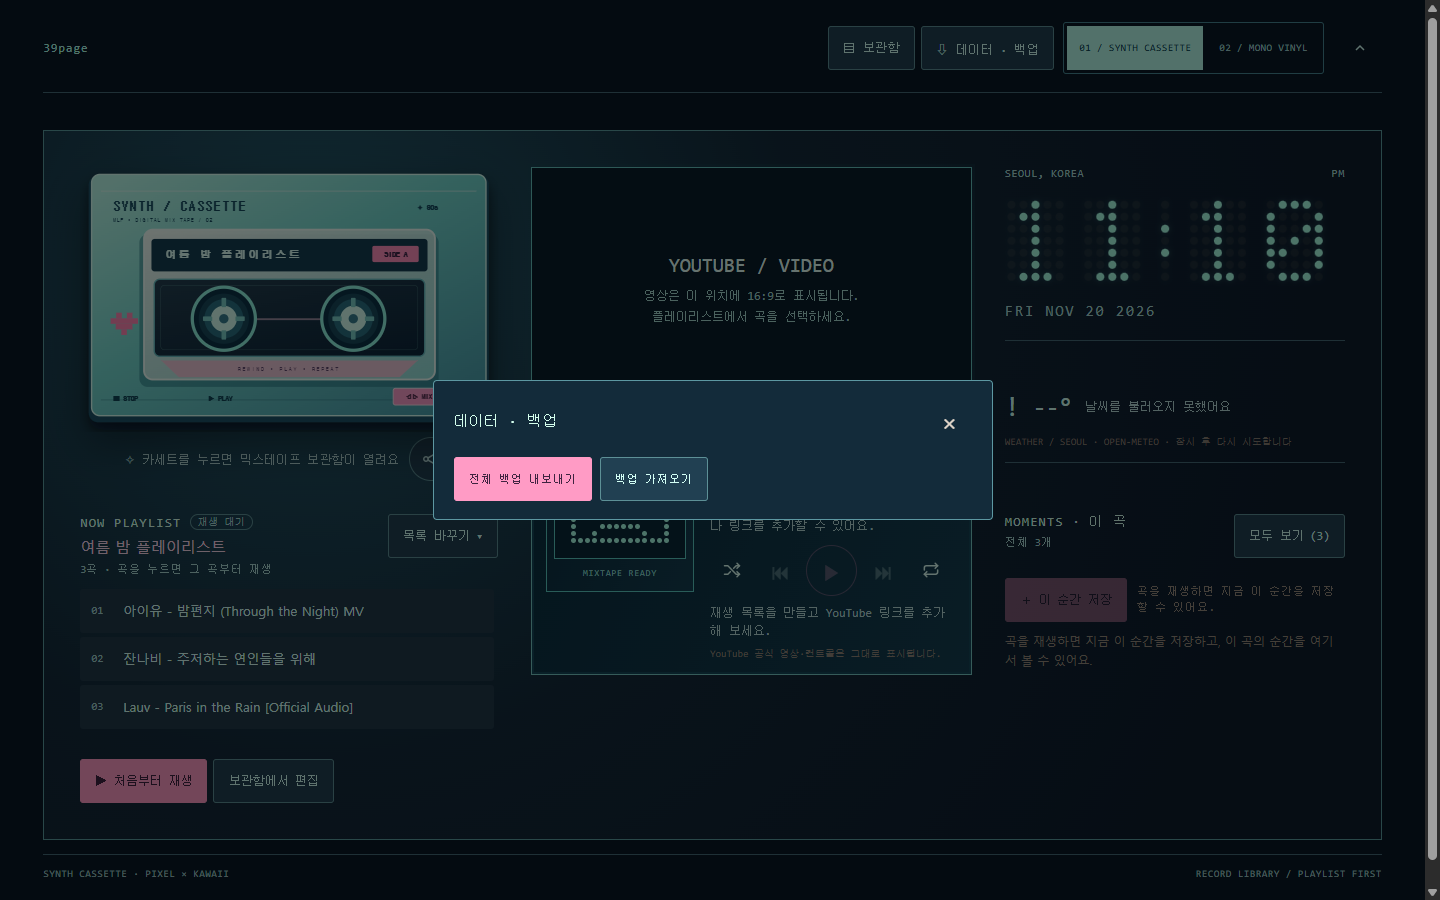 39page
보관함
데이터 · 백업
01 / SYNTH CASSETTE
02 / MONO VINYL
SYNTH / CASSETTE
여름 밤 플레이리스트
SIDE A
REWIND • PLAY • REPEAT
STOP
PLAY
카세트를 누르면 믹스테이프 보관함이 열려요
NOW PLAYLIST
재생 대기
여름 밤 플레이리스트
3곡 · 곡을 누르면 그 곡부터 재생
목록 바꾸기
01 아이유 - 밤편지 (Through the Night) MV
02 잔나비 - 주저하는 연인들을 위해
03 Lauv - Paris in the Rain [Official Audio]
처음부터 재생
보관함에서 편집
YOUTUBE / VIDEO
영상은 이 위치에 16:9로 표시됩니다.
플레이리스트에서 곡을 선택하세요.
데이터 · 백업
전체 백업 내보내기
백업 가져오기
나 링크를 추가할 수 있어요.
MIXTAPE READY
재생 목록을 만들고 YouTube 링크를 추가
해 보세요.
YouTube 공식 영상·컨트롤은 그대로 표시됩니다.
SEOUL, KOREA
PM
11:10
FRI NOV 20 2026
! --° 날씨를 불러오지 못했어요
WEATHER / SEOUL · OPEN-METEO · 잠시 후 다시 시도합니다
MOMENTS · 이 곡
전체 3개
모두 보기 (3)
+ 이 순간 저장
곡을 재생하면 지금 이 순간을 저장
할 수 있어요.
곡을 재생하면 지금 이 순간을 저장하고, 이 곡의 순간을 여기
서 볼 수 있어요.
SYNTH CASSETTE · PIXEL × KAWAII
RECORD LIBRARY / PLAYLIST FIRST